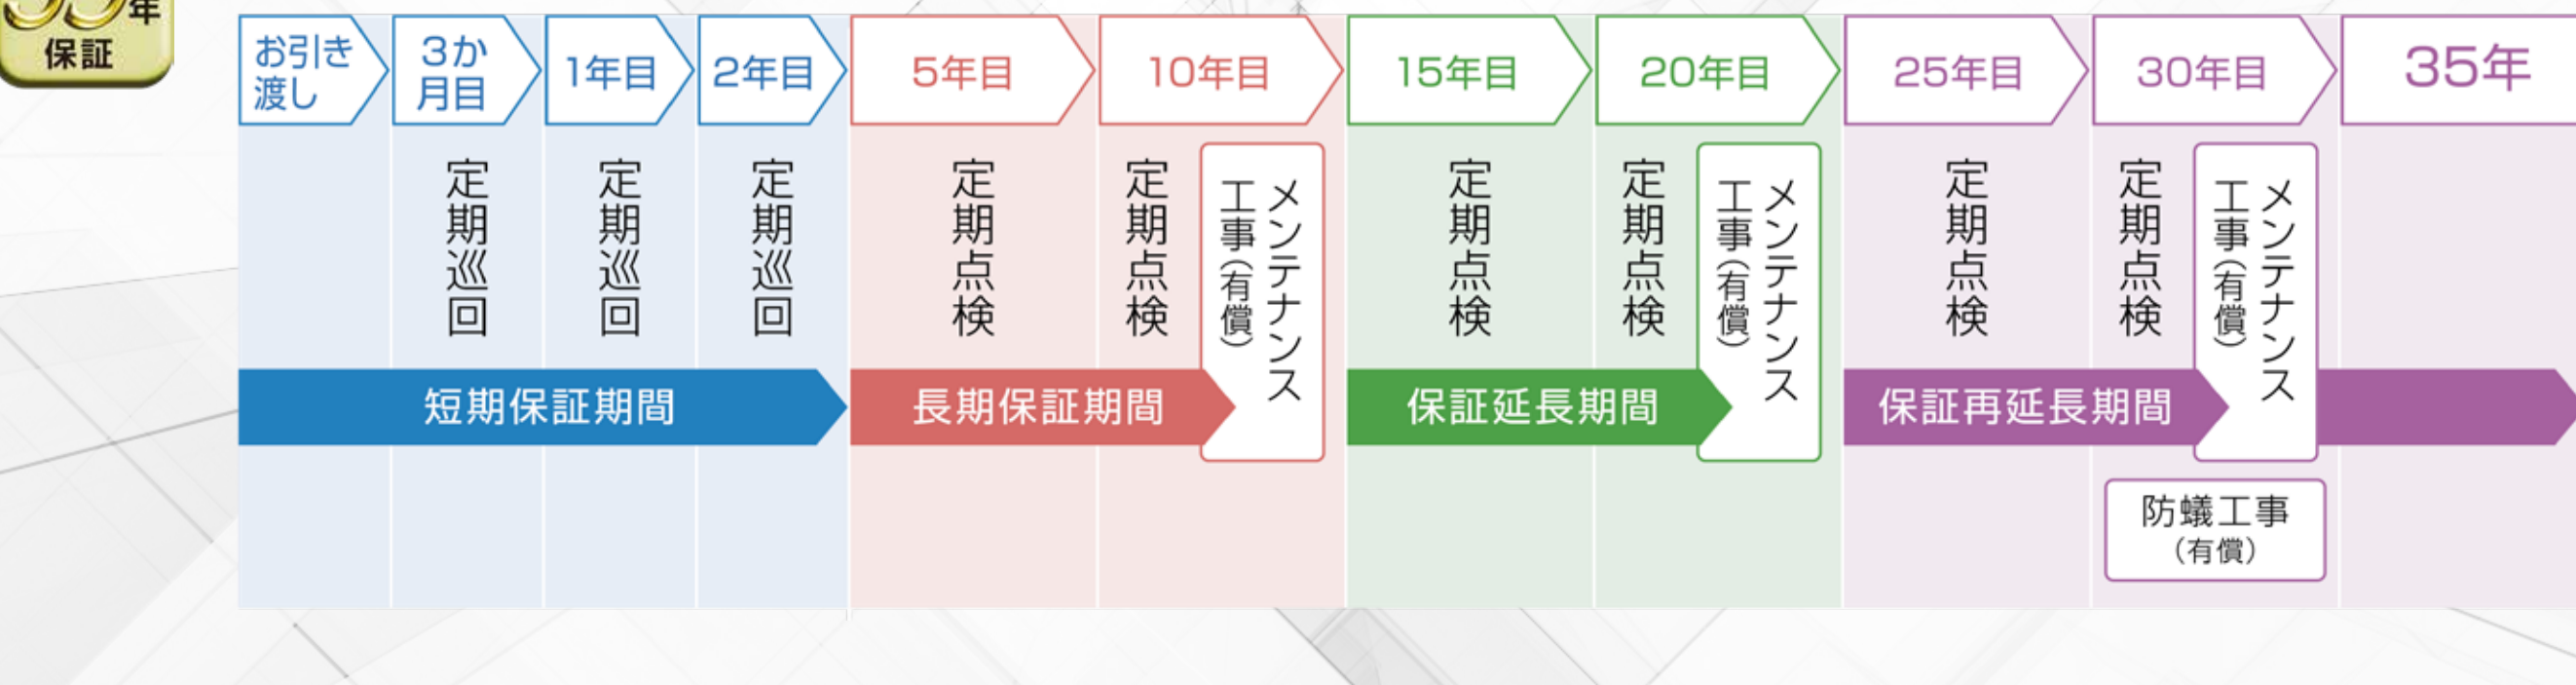 年
保証
お引き
渡し
3か
月目
1年目
2年目
5年目
10年目
15年目
20年目
25年目
30年目
35年
定期巡回
定期巡回
定期巡回
定期点検
定期点検
メンテナンス
工事(有償)
定期点検
定期点検
メンテナンス
工事(有償)
定期点検
定期点検
メンテナンス
工事(有償)
短期保証期間
長期保証期間
保証延長期間
保証再延長期間
防蟻工事
(有償)